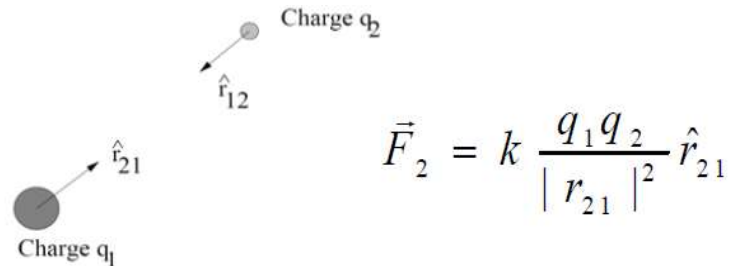 Charge q₂
r̂₁₂
r̂₂₁
Charge q₁
F⃗₂ = k q₁q₂ / | r₂₁ |² r̂₂₁